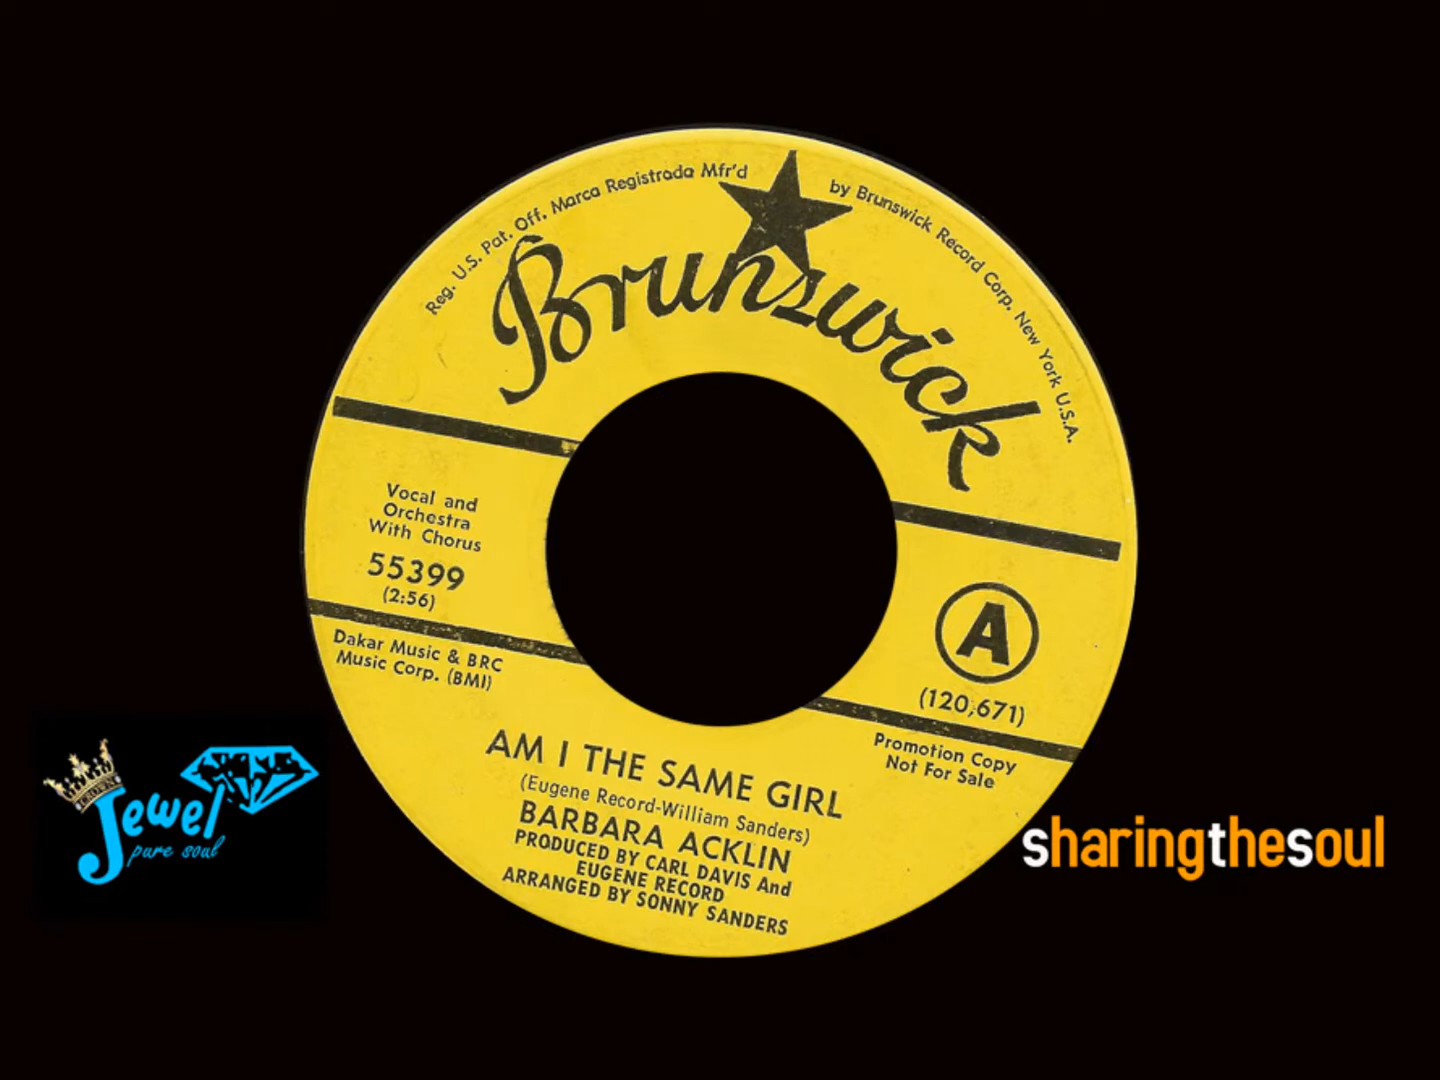 Reg. U.S. Pat. Off. Marca Registrada Mfr'd by Brunswick Record Corp. New York U.S.A.
Brunswick
Vocal and
Orchestra
With Chorus
55399
(2:56)
Dakar Music & BRC
Music Corp. (BMI)
A
(120,671)
Promotion Copy
Not For Sale
AM I THE SAME GIRL
(Eugene Record-William Sanders)
BARBARA ACKLIN
PRODUCED BY CARL DAVIS And
EUGENE RECORD
ARRANGED BY SONNY SANDERS
CROWN
Jewel
pure soul
sharingthesoul